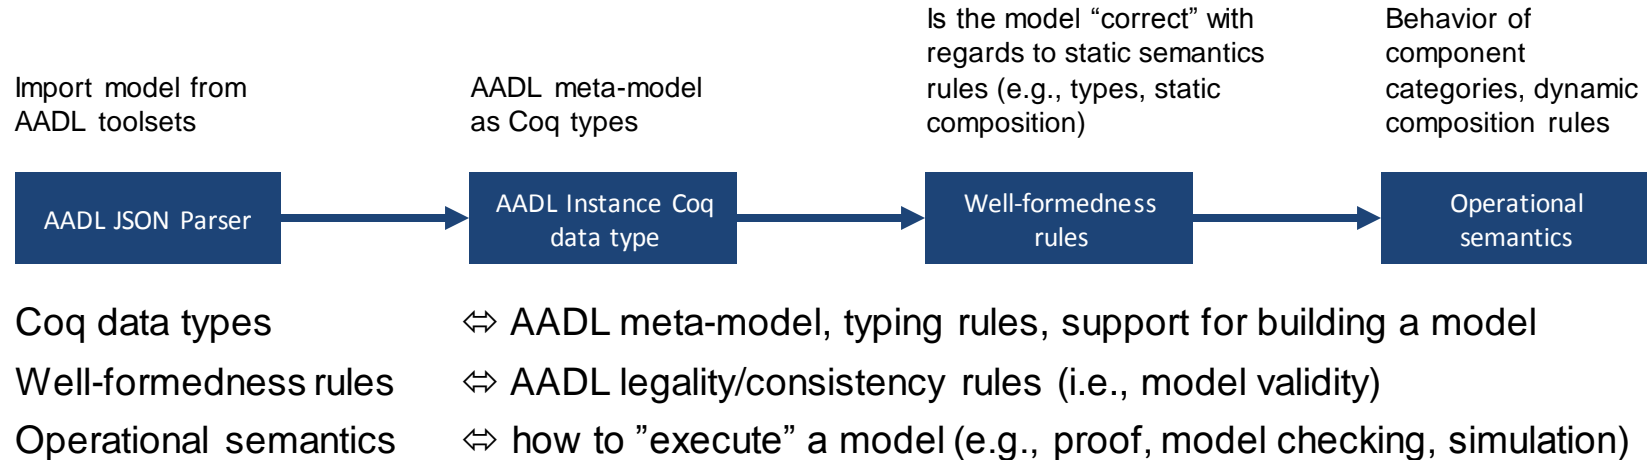 Import model from
AADL toolsets
AADL meta-model
as Coq types
Is the model “correct” with
regards to static semantics
rules (e.g., types, static
composition)
Behavior of
component
categories, dynamic
composition rules
AADL JSON Parser
AADL Instance Coq
data type
Well-formedness
rules
Operational
semantics
Coq data types ⬄ AADL meta-model, typing rules, support for building a model
Well-formedness rules ⬄ AADL legality/consistency rules (i.e., model validity)
Operational semantics ⬄ how to ”execute” a model (e.g., proof, model checking, simulation)